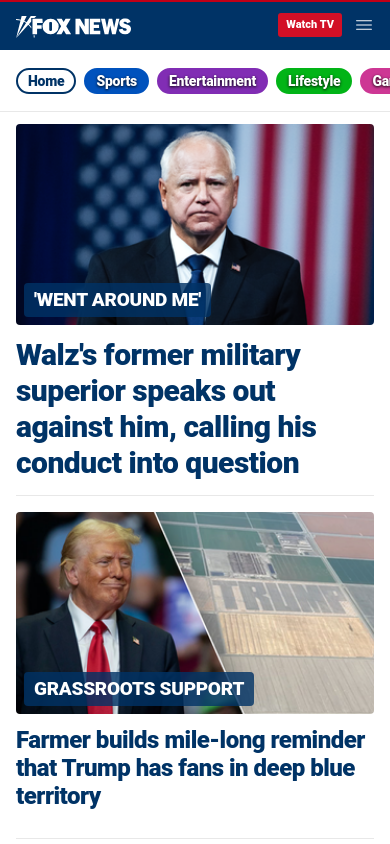 FOX NEWS
Watch TV
Home
Sports
Entertainment
Lifestyle
'WENT AROUND ME'
Walz's former military
superior speaks out
against him, calling his
conduct into question
TRUMP
GRASSROOTS SUPPORT
Farmer builds mile-long reminder
that Trump has fans in deep blue
territory